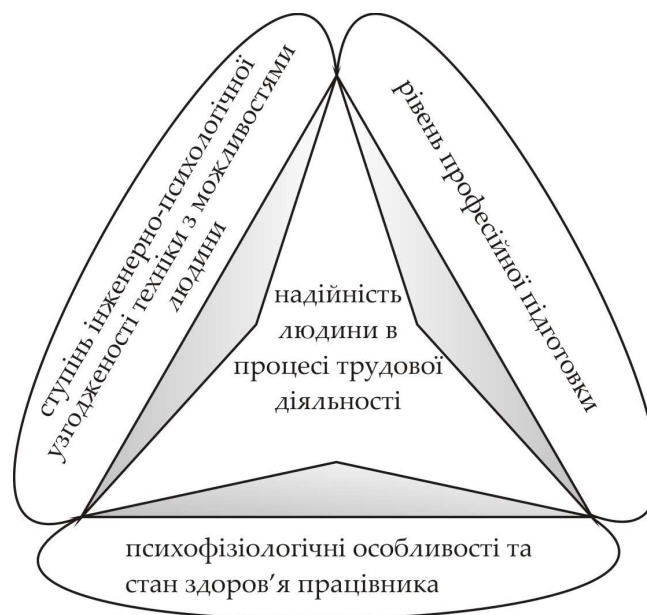 ступінь інженерно-психологічної
узгодженості техніки з можливостями
людини
рівень професійної підготовки
надійність
людини в
процесі трудової
діяльності
психофізіологічні особливості та
стан здоров’я працівника